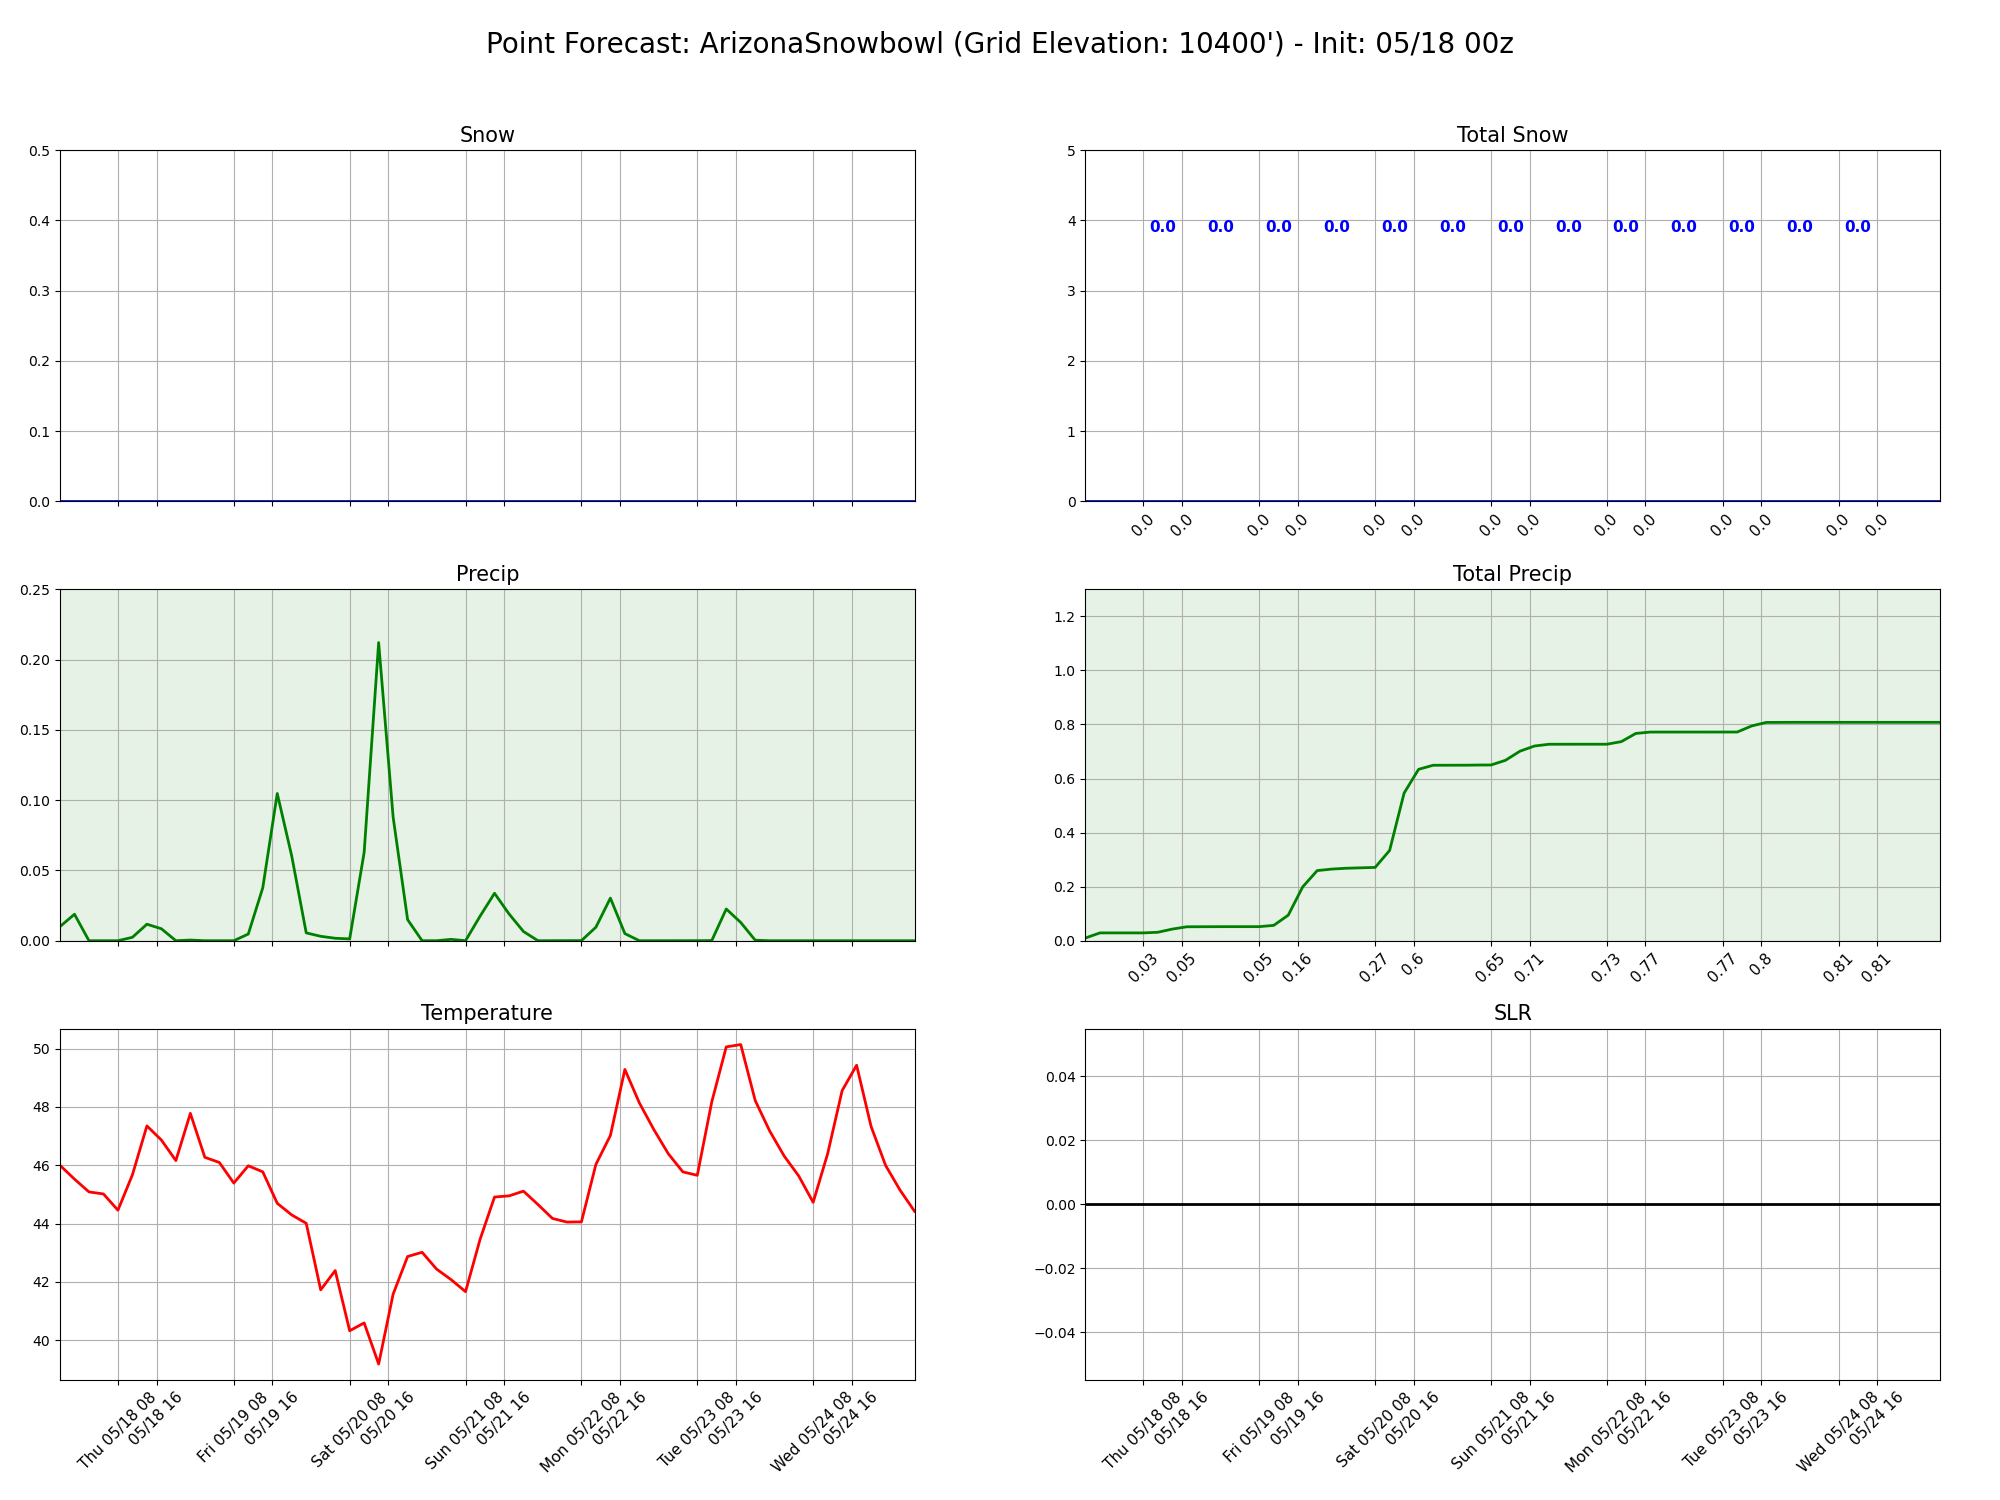 Point Forecast: ArizonaSnowbowl (Grid Elevation: 10400') - Init: 05/18 00z
Snow
0.5
0.4
0.3
0.2
0.1
0.0
Total Snow
5
4
3
2
1
0
0.0 0.0 0.0 0.0 0.0 0.0 0.0 0.0 0.0 0.0 0.0 0.0 0.0
0.0 0.0 0.0 0.0 0.0 0.0 0.0 0.0 0.0 0.0 0.0 0.0 0.0 0.0
Precip
0.25
0.20
0.15
0.10
0.05
0.00
Total Precip
1.2
1.0
0.8
0.6
0.4
0.2
0.0
0.03 0.05 0.05 0.16 0.27 0.6 0.65 0.71 0.73 0.77 0.77 0.8 0.81 0.81
Temperature
50
48
46
44
42
40
Thu 05/18 08
05/18 16
Fri 05/19 08
05/19 16
Sat 05/20 08
05/20 16
Sun 05/21 08
05/21 16
Mon 05/22 08
05/22 16
Tue 05/23 08
05/23 16
Wed 05/24 08
05/24 16
SLR
0.04
0.02
0.00
−0.02
−0.04
Thu 05/18 08
05/18 16
Fri 05/19 08
05/19 16
Sat 05/20 08
05/20 16
Sun 05/21 08
05/21 16
Mon 05/22 08
05/22 16
Tue 05/23 08
05/23 16
Wed 05/24 08
05/24 16